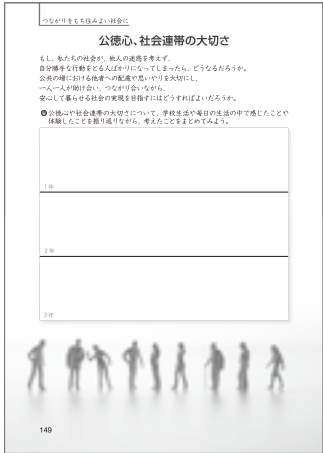 つながりをもち住みよい社会に
公徳心、社会連帯の大切さ
もし、私たちの社会が、他人の迷惑を考えず、
自分勝手な行動をとる人ばかりになってしまったら、どうなるだろうか。
公共の場における他者への配慮や思いやりを大切にし、
一人一人が助け合い、つながり合いながら、
安心して暮らせる社会の実現を目指すにはどうすればよいだろうか。
公徳心や社会連帯の大切さについて、学校生活や毎日の生活の中で感じたことや
体験したことを振り返りながら、考えたことをまとめてみよう。
1年
2年
3年
149